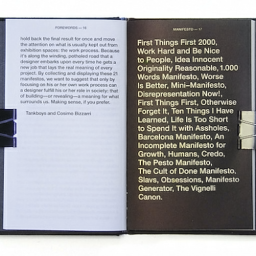 FOREWORDS — 10
hold back the final result for once and move
the attention on what is usually kept out from
exhibition spaces: the work process. Because
it's along the winding, potholed road that a
designer embarks upon every time he gets a
new job that lays the real meaning of every
project. By collecting and displaying these 21
manifestos, we want to suggest that only by
focusing on his or her own work process can
a designer fulfil his or her role in society: that
of building—or revealing—a meaning for what
surrounds us. Making sense, if you prefer.
Tankboys and Cosimo Bizzarri
MANIFESTO — 11
First Things First 2000,
Work Hard and Be Nice
to People, Idea Innocent
Originality Reasonable, 1.000
Words Manifesto, Worse
Is Better, Mini–Manifesto,
Disrepresentation Now!,
First Things First, Otherwise
Forget It, Ten Things I Have
Learned, Life Is Too Short
to Spend it with Assholes,
Barcelona Manifesto, An
Incomplete Manifesto for
Growth, Humans, Credo,
The Pesto Manifesto,
The Cult of Done Manifesto,
Slavs, Obsessions, Manifesto
Generator, The Vignelli
Canon.